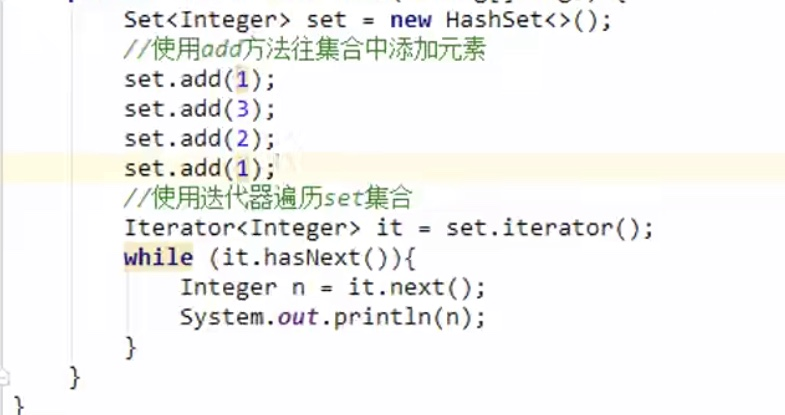 Set<Integer> set = new HashSet<>();
//使用add方法往集合中添加元素
set.add(1);
set.add(3);
set.add(2);
set.add(1);
//使用迭代器遍历set集合
Iterator<Integer> it = set.iterator();
while (it.hasNext()){
Integer n = it.next();
System.out.println(n);
}
}
}